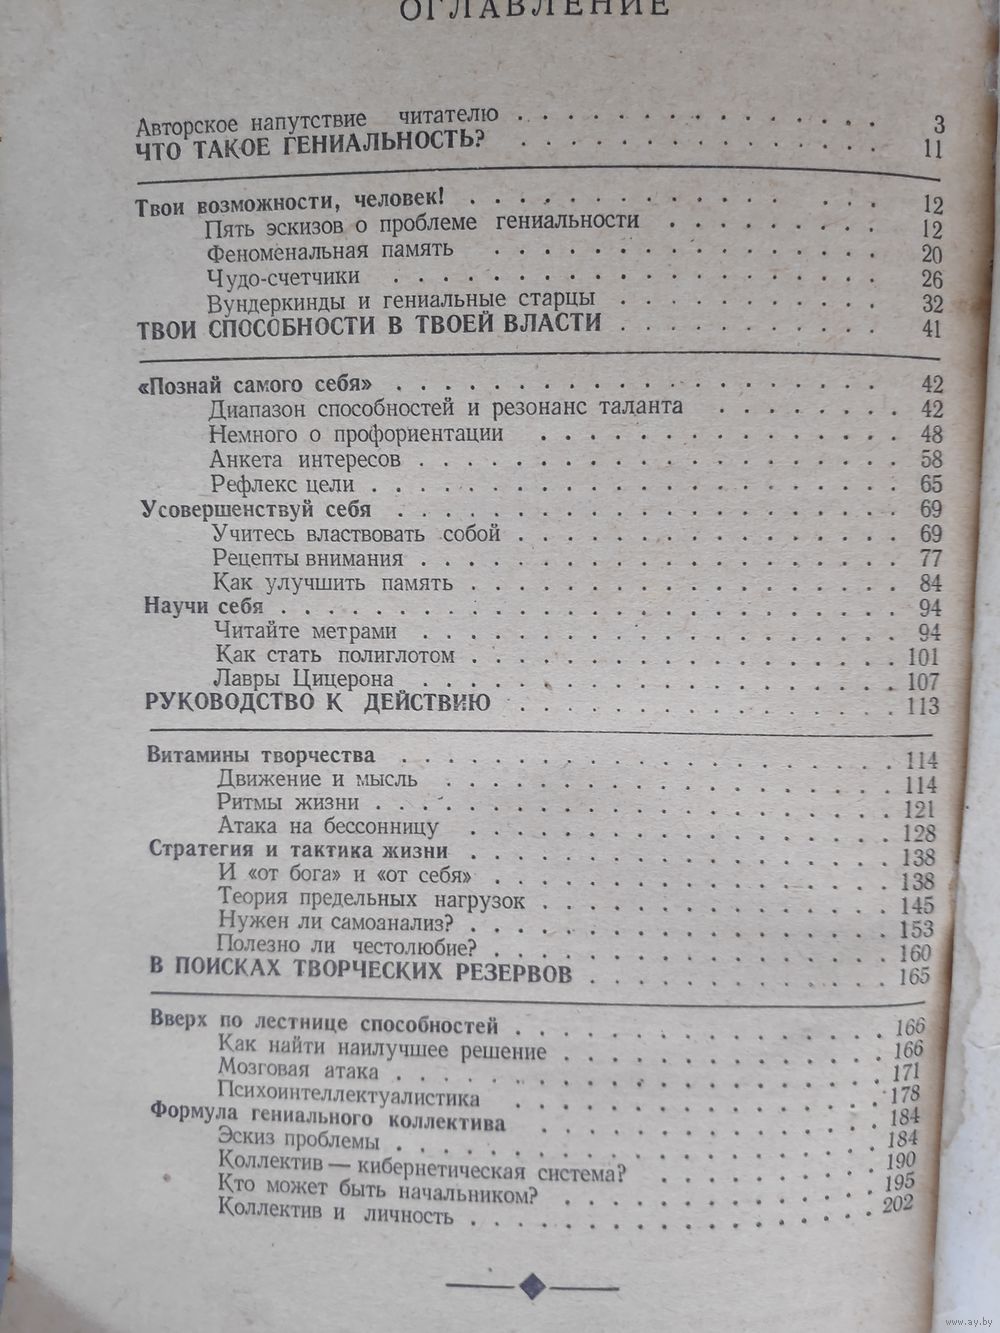 ОГЛАВЛЕНИЕ
Авторское напутствие читателю . . . . . . . . . . . . . . . 3
ЧТО ТАКОЕ ГЕНИАЛЬНОСТЬ? . . . . . . . . . . . . . . . 11
Твои возможности, человек! . . . . . . . . . . . . . . . . 12
Пять эскизов о проблеме гениальности . . . . . . . . . 12
Феноменальная память . . . . . . . . . . . . . . . . 20
Чудо-счетчики . . . . . . . . . . . . . . . . . . . . 26
Вундеркинды и гениальные старцы . . . . . . . . . . . 32
ТВОИ СПОСОБНОСТИ В ТВОЕЙ ВЛАСТИ . . . . . . . . . . . 41
«Познай самого себя» . . . . . . . . . . . . . . . . . . . . 42
Диапазон способностей и резонанс таланта . . . . . . . . 42
Немного о профориентации . . . . . . . . . . . . . . . 48
Анкета интересов . . . . . . . . . . . . . . . . . . . . 58
Рефлекс цели . . . . . . . . . . . . . . . . . . . . . . 65
Усовершенствуй себя . . . . . . . . . . . . . . . . . . . . . 69
Учитесь властвовать собой . . . . . . . . . . . . . . . . 69
Рецепты внимания . . . . . . . . . . . . . . . . . . . . 77
Как улучшить память . . . . . . . . . . . . . . . . . . 84
Научи себя . . . . . . . . . . . . . . . . . . . . . . . . . . 94
Читайте метрами . . . . . . . . . . . . . . . . . . . . 94
Как стать полиглотом . . . . . . . . . . . . . . . . . . 101
Лавры Цицерона . . . . . . . . . . . . . . . . . . . . 107
РУКОВОДСТВО К ДЕЙСТВИЮ . . . . . . . . . . . . . . . . 113
Витамины творчества . . . . . . . . . . . . . . . . . . . . . 114
Движение и мысль . . . . . . . . . . . . . . . . . . . 114
Ритмы жизни . . . . . . . . . . . . . . . . . . . . . . 121
Атака на бессонницу . . . . . . . . . . . . . . . . . . 128
Стратегия и тактика жизни . . . . . . . . . . . . . . . . . . 138
И «от бога» и «от себя» . . . . . . . . . . . . . . . . . 138
Теория предельных нагрузок . . . . . . . . . . . . . . . 145
Нужен ли самоанализ? . . . . . . . . . . . . . . . . . . 153
Полезно ли честолюбие? . . . . . . . . . . . . . . . . . 160
В ПОИСКАХ ТВОРЧЕСКИХ РЕЗЕРВОВ . . . . . . . . . . . . . 165
Вверх по лестнице способностей . . . . . . . . . . . . . . . . 166
Как найти наилучшее решение . . . . . . . . . . . . . . 166
Мозговая атака . . . . . . . . . . . . . . . . . . . . . 171
Психоинтеллектуалистика . . . . . . . . . . . . . . . . 178
Формула гениального коллектива . . . . . . . . . . . . . . . 184
Эскиз проблемы . . . . . . . . . . . . . . . . . . . . . 184
Коллектив — кибернетическая система? . . . . . . . . . 190
Кто может быть начальником? . . . . . . . . . . . . . 195
Коллектив и личность . . . . . . . . . . . . . . . . . 202
www.ay.by